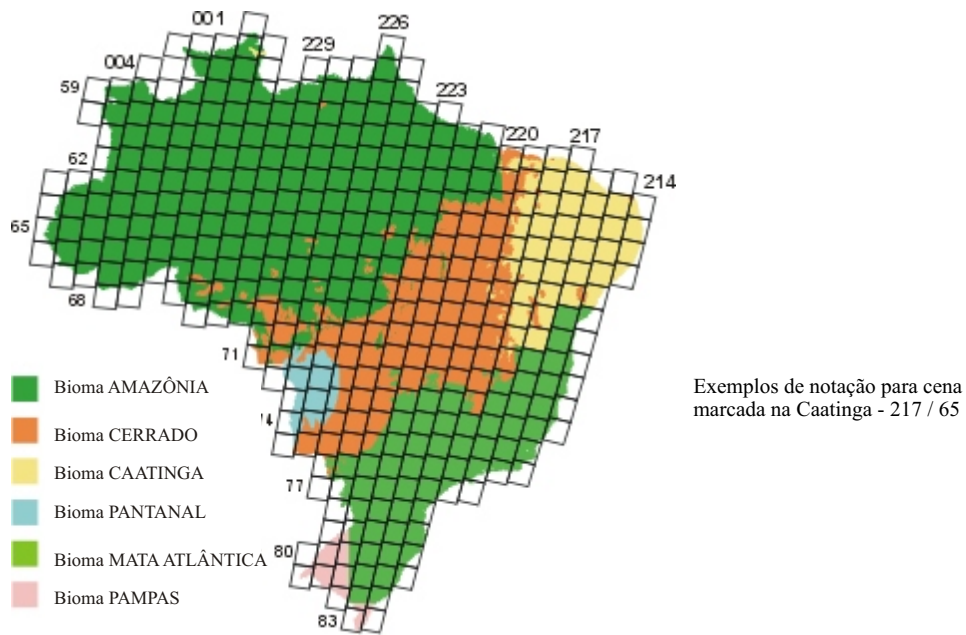 001
226
229
004
59
223
220
217
62
214
65
68
71
Bioma AMAZÔNIA
Exemplos de notação para cena
marcada na Caatinga - 217 / 65
Bioma CERRADO
Bioma CAATINGA
77
Bioma PANTANAL
80
Bioma MATA ATLÂNTICA
Bioma PAMPAS
83